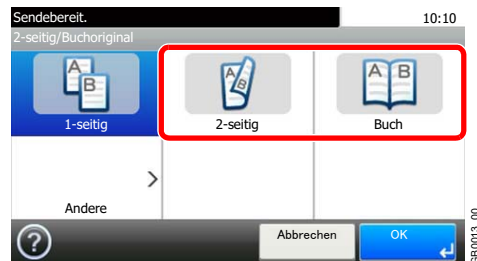 Sendebereit. 10:10
2-seitig/Buchoriginal
A B
A B
A B
1-seitig 2-seitig Buch
Andere
? Abbrechen OK